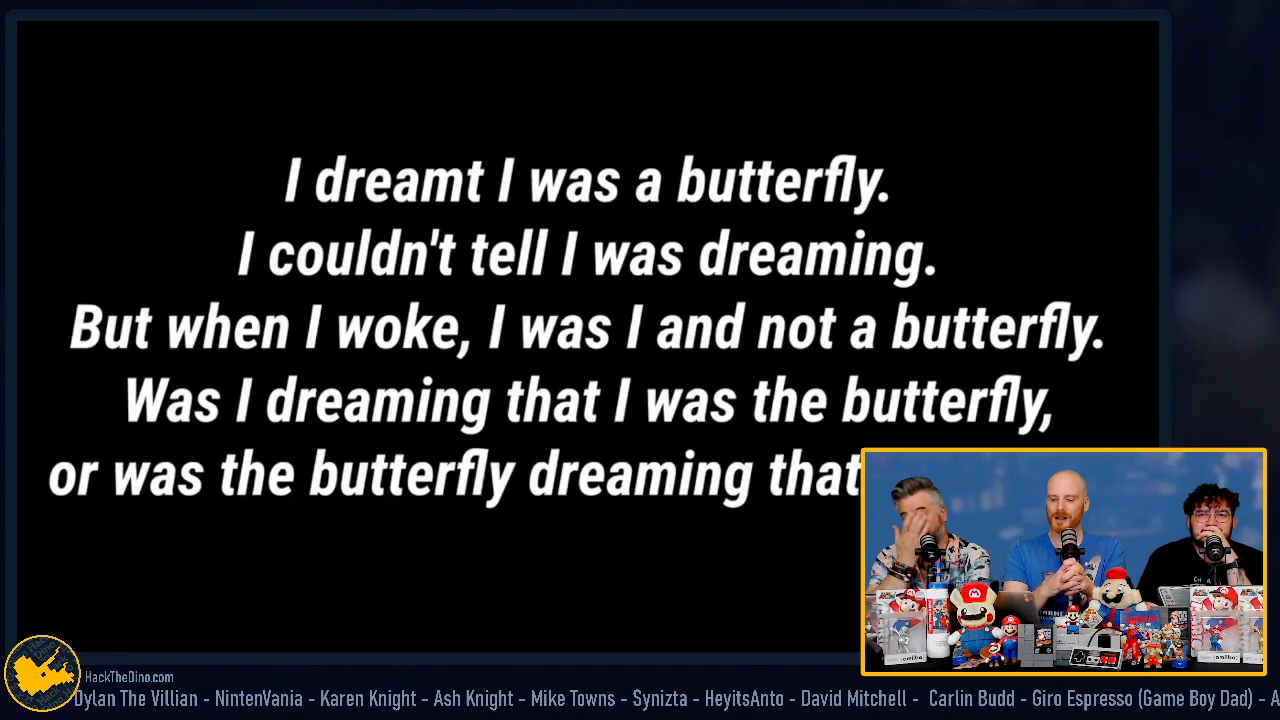 I dreamt I was a butterfly.
I couldn't tell I was dreaming.
But when I woke, I was I and not a butterfly.
Was I dreaming that I was the butterfly,
or was the butterfly dreaming that
HackTheDino.com
Dylan The Villian - NintenVania - Karen Knight - Ash Knight - Mike Towns - Synizta - HeyitsAnto - David Mitchell - Carlin Budd - Giro Espresso (Game Boy Dad) - A
amiibo
amiibo